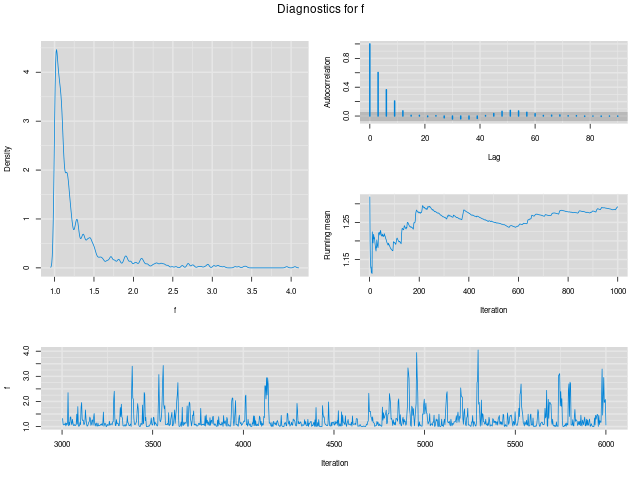 Diagnostics for f
Density
4
3
2
1
0
1.0 1.5 2.0 2.5 3.0 3.5 4.0
f
Autocorrelation
0.8
0.4
0.0
0 20 40 60 80
Lag
Running mean
1.25
1.15
0 200 400 600 800 1000
Iteration
f
4.0
3.0
2.0
1.0
3000 3500 4000 4500 5000 5500 6000
Iteration